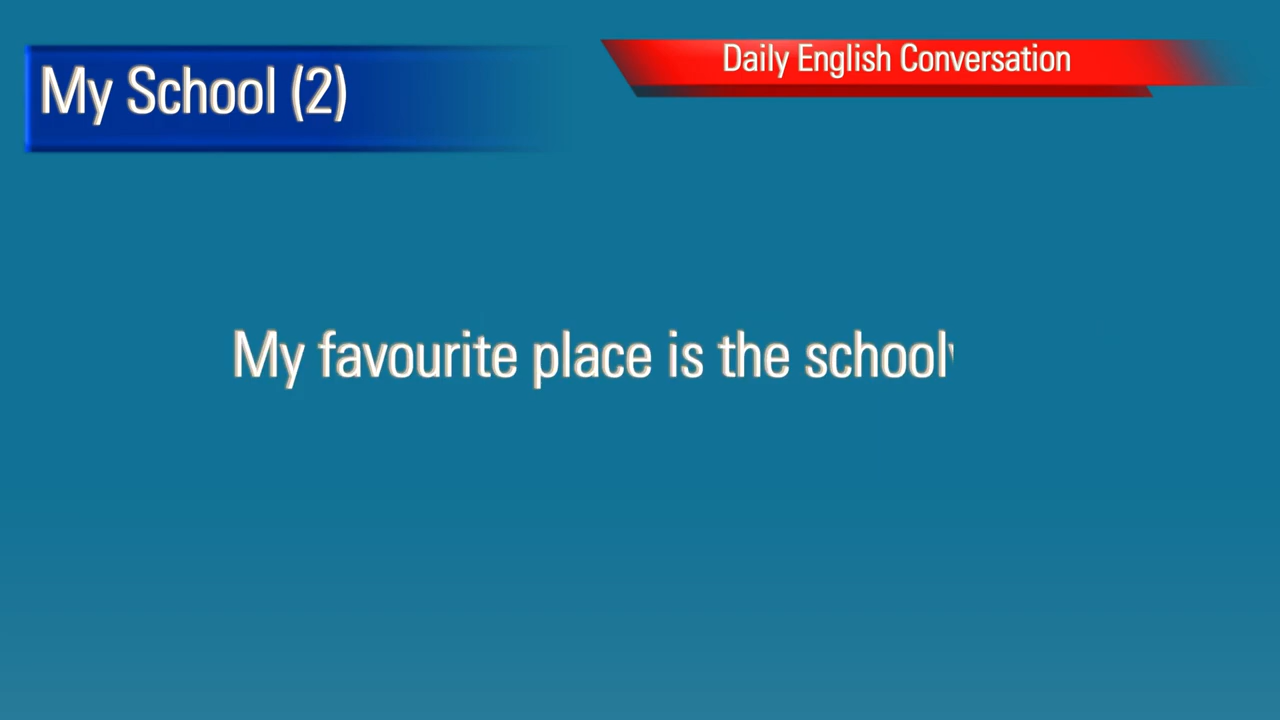 My School (2)
Daily English Conversation
My favourite place is the school